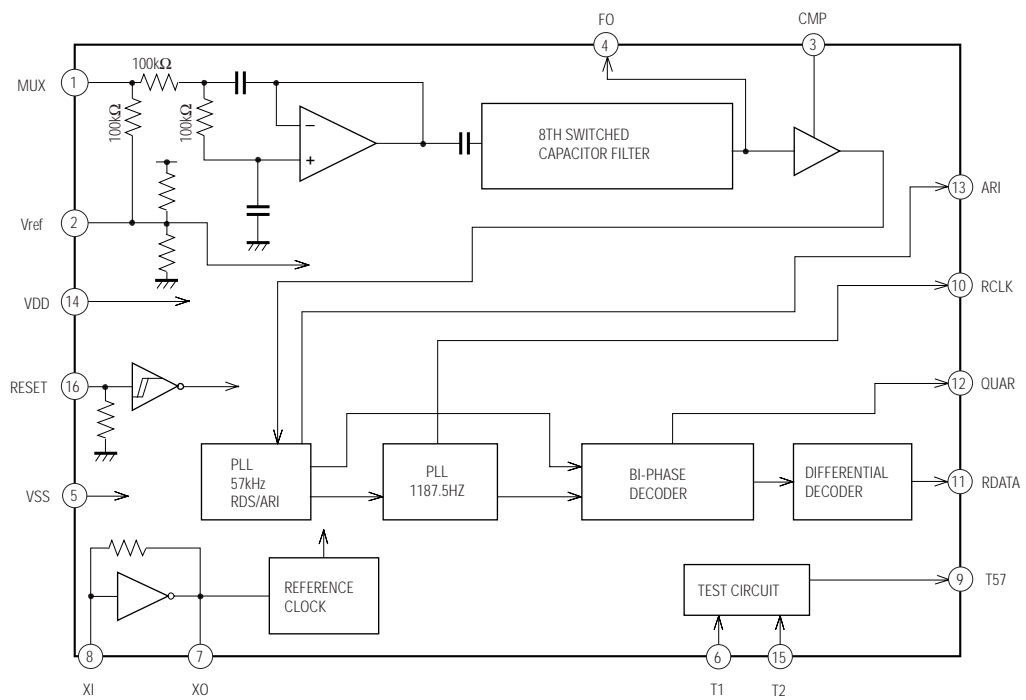 FO
CMP
4
3
MUX
1
100kΩ
100kΩ
100kΩ
8TH SWITCHED
CAPACITOR FILTER
13
ARI
Vref
2
VDD
14
10
RCLK
RESET
16
12
QUAR
PLL
57kHz
RDS/ARI
PLL
1187.5HZ
BI-PHASE
DECODER
DIFFERENTIAL
DECODER
11
RDATA
VSS
5
REFERENCE
CLOCK
TEST CIRCUIT
9
T57
8
7
6
15
XI
XO
T1
T2